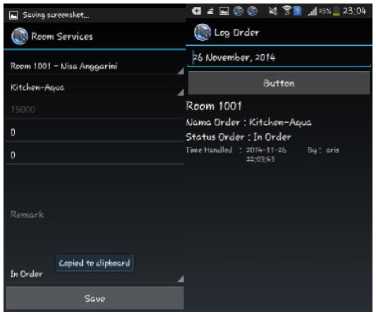 Saving screenshot...
Room Services
Room 1001 - Nisa Anggarini
Kitchen-Aqua
15000
0
0
Remark
Copied to clipboard
In Order
Save
23% 23:04
Log Order
26 November, 2014
Button
Room 1001
Nama Order : Kitchen-Aqua
Status Order : In Order
Time Handled : 2014-11-26 By : aris
22:03:51